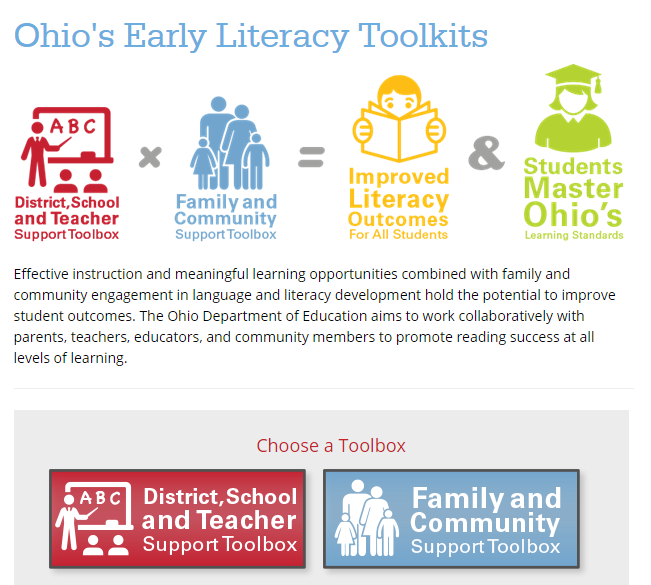 Ohio's Early Literacy Toolkits
ABC
District, School
and Teacher
Support Toolbox
×
Family and
Community
Support Toolbox
=
Improved
Literacy
Outcomes
For All Students
&
Students
Master
Ohio's
Learning Standards
Effective instruction and meaningful learning opportunities combined with family and
community engagement in language and literacy development hold the potential to improve
student outcomes. The Ohio Department of Education aims to work collaboratively with
parents, teachers, educators, and community members to promote reading success at all
levels of learning.
Choose a Toolbox
ABC
District, School
and Teacher
Support Toolbox
Family and
Community
Support Toolbox